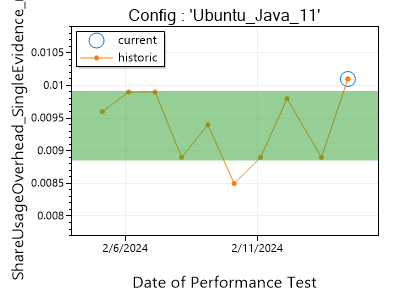 Config : 'Ubuntu_Java_11'
current
historic
0.0105
0.01
0.0095
0.009
0.0085
0.008
ShareUsageOverhead_SingleEvidence_
2/6/2024
2/11/2024
Date of Performance Test